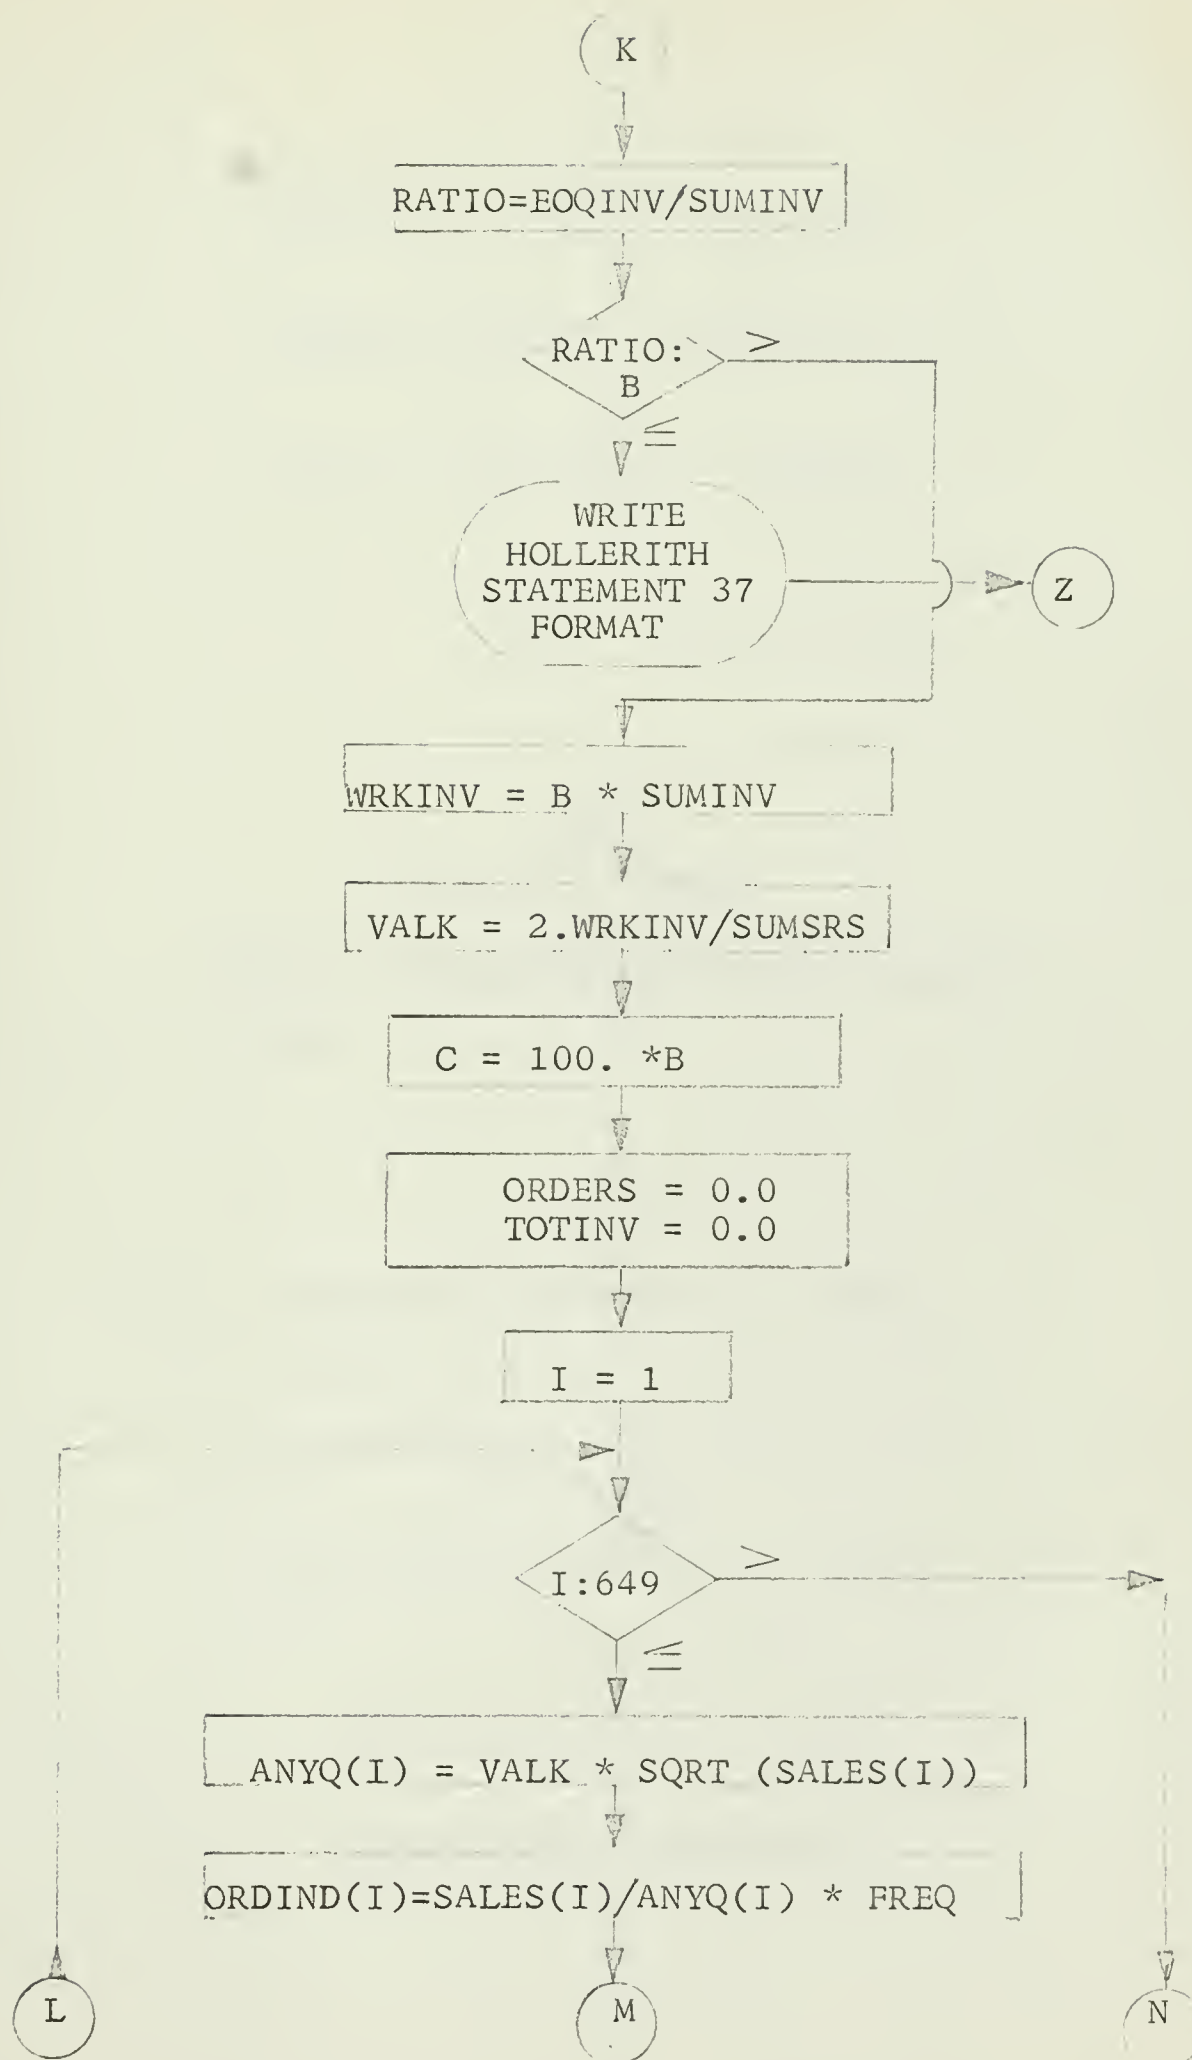 K
RATIO=EOQINV/SUMINV
RATIO:
B
>
≤
WRITE
HOLLERITH
STATEMENT 37
FORMAT
Z
WRKINV = B * SUMINV
VALK = 2.WRKINV/SUMSRS
C = 100. *B
ORDERS = 0.0
TOTINV = 0.0
I = 1
I:649
>
≤
ANYQ(I) = VALK * SQRT (SALES(I))
ORDIND(I)=SALES(I)/ANYQ(I) * FREQ
L
M
N